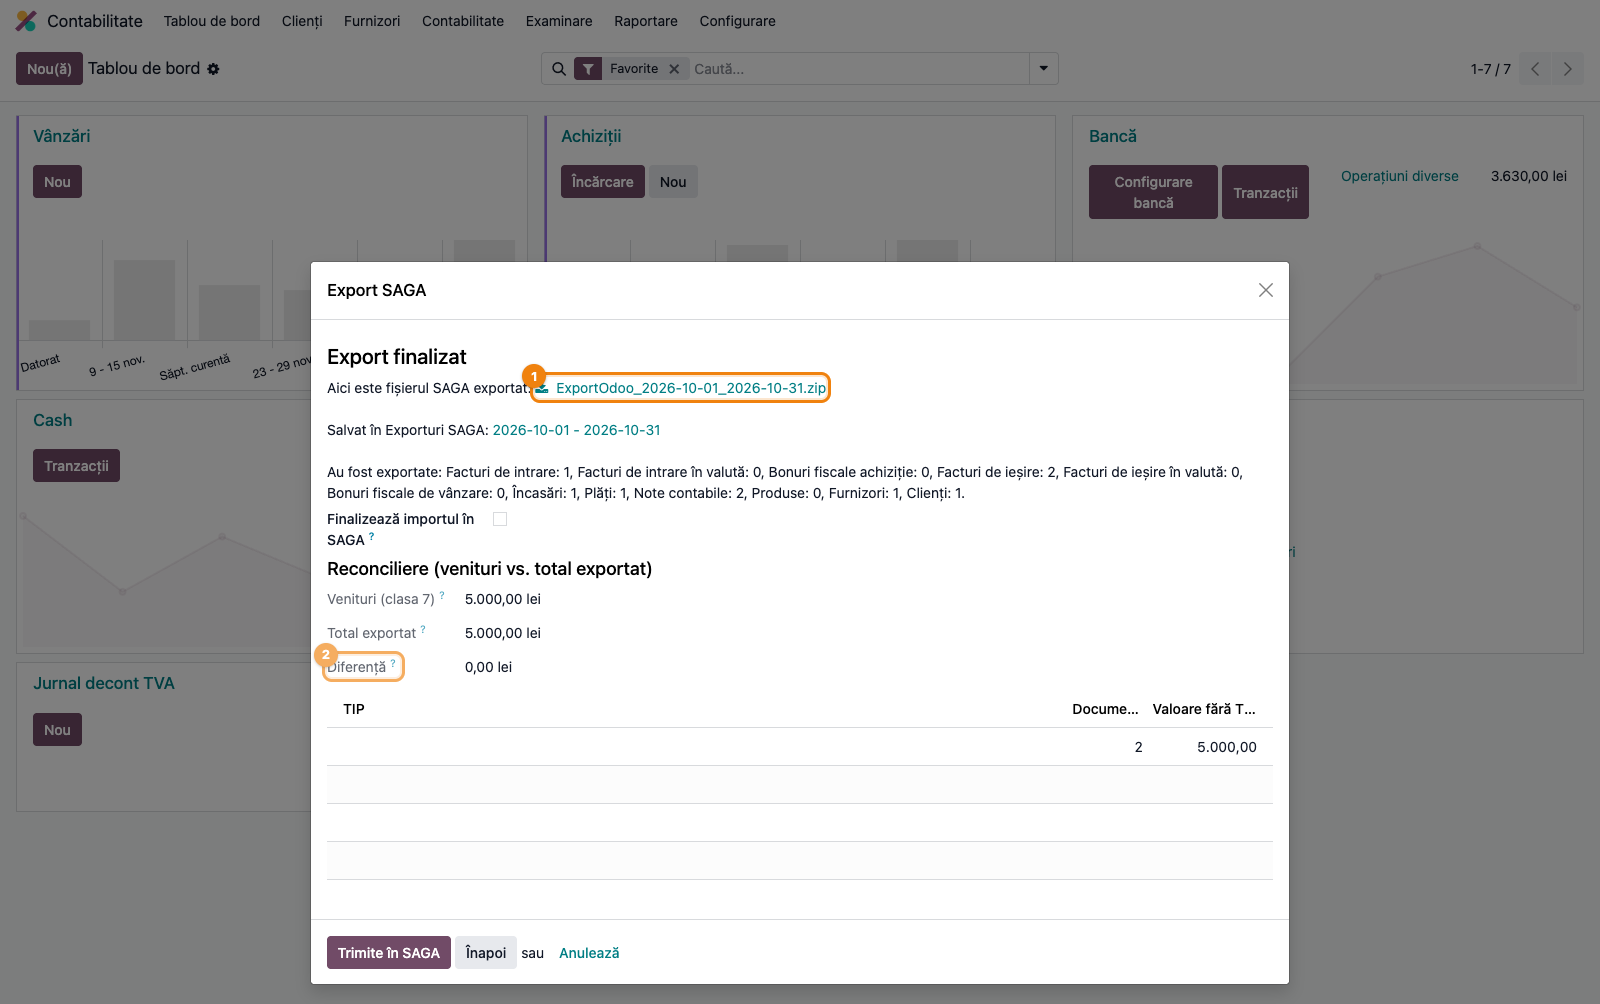 Contabilitate Tablou de bord Clienți Furnizori Contabilitate Examinare Raportare Configurare
Nou(ă) Tablou de bord Favorite Caută... 1-7 / 7
Vânzări
Nou
Datorat 9 - 15 nov. Săpt. curentă 23 - 29 nov
Achiziții
Încărcare Nou
Bancă
Configurare bancă Tranzacții Operațiuni diverse 3.630,00 lei
Cash
Tranzacții
Jurnal decont TVA
Nou
Export SAGA
Export finalizat
1
Aici este fișierul SAGA exportat: ExportOdoo_2026-10-01_2026-10-31.zip
Salvat în Exporturi SAGA: 2026-10-01 - 2026-10-31
Au fost exportate: Facturi de intrare: 1, Facturi de intrare în valută: 0, Bonuri fiscale achiziție: 0, Facturi de ieșire: 2, Facturi de ieșire în valută: 0,
Bonuri fiscale de vânzare: 0, Încasări: 1, Plăți: 1, Note contabile: 2, Produse: 0, Furnizori: 1, Clienți: 1.
Finalizează importul în
SAGA ?
Reconciliere (venituri vs. total exportat)
Venituri (clasa 7) ? 5.000,00 lei
Total exportat ? 5.000,00 lei
2
Diferență ? 0,00 lei
TIP Docume... Valoare fără T...
2 5.000,00
Trimite în SAGA Înapoi sau Anulează